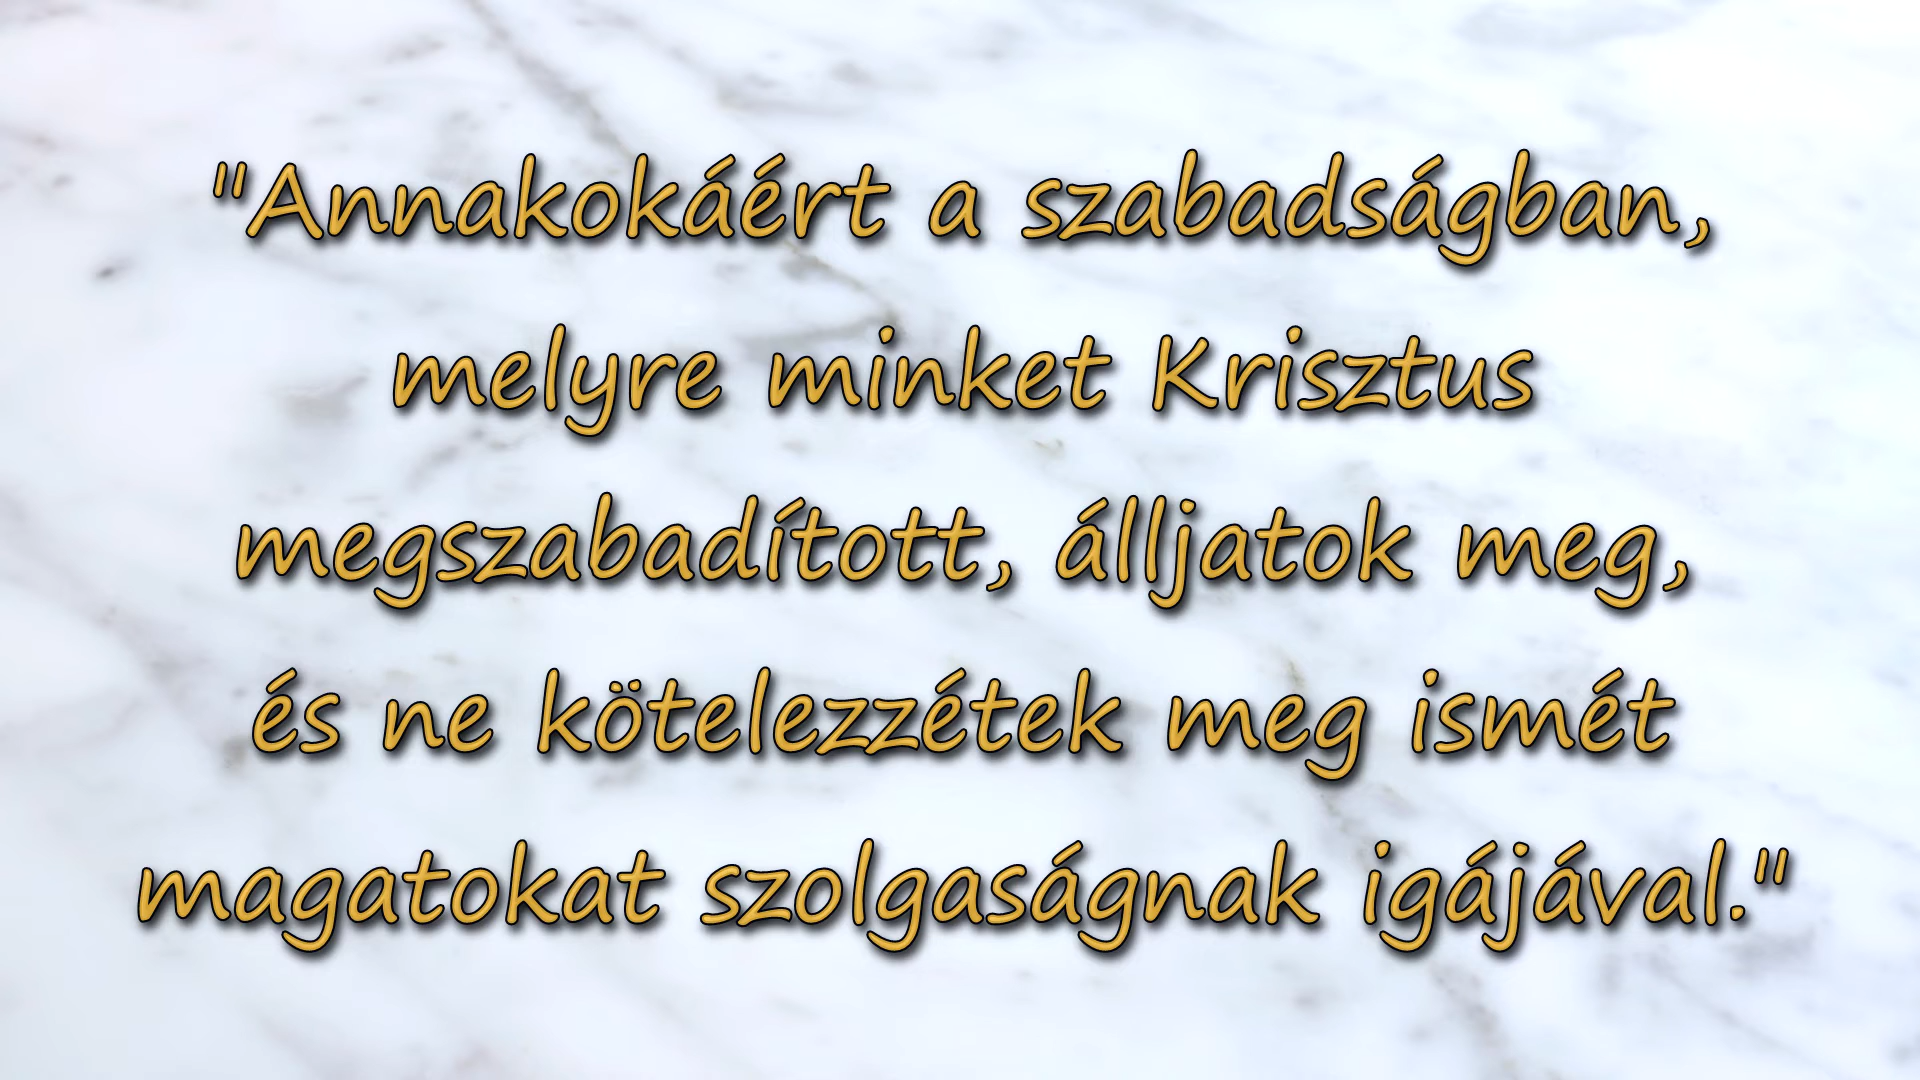 "Annakokáért a szabadságban,
melyre minket Krisztus
megszabadított, álljatok meg,
és ne kötelezzétek meg ismét
magatokat szolgaságnak igájával."